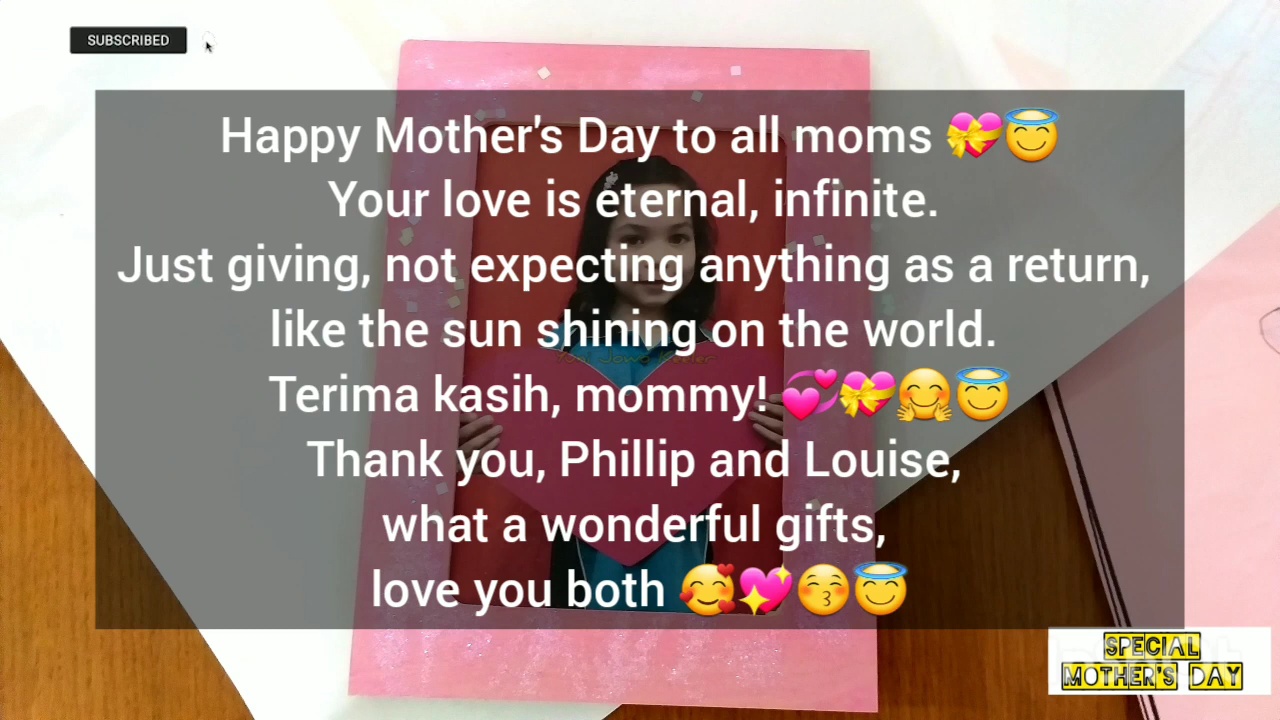 SUBSCRIBED
Happy Mother's Day to all moms 💝😇
Your love is eternal, infinite.
Just giving, not expecting anything as a return,
like the sun shining on the world.
Terima kasih, mommy! 💞💝🤗😇
Thank you, Phillip and Louise,
what a wonderful gifts,
love you both 🥰💖😚😇
SPECIAL
MOTHER'S DAY